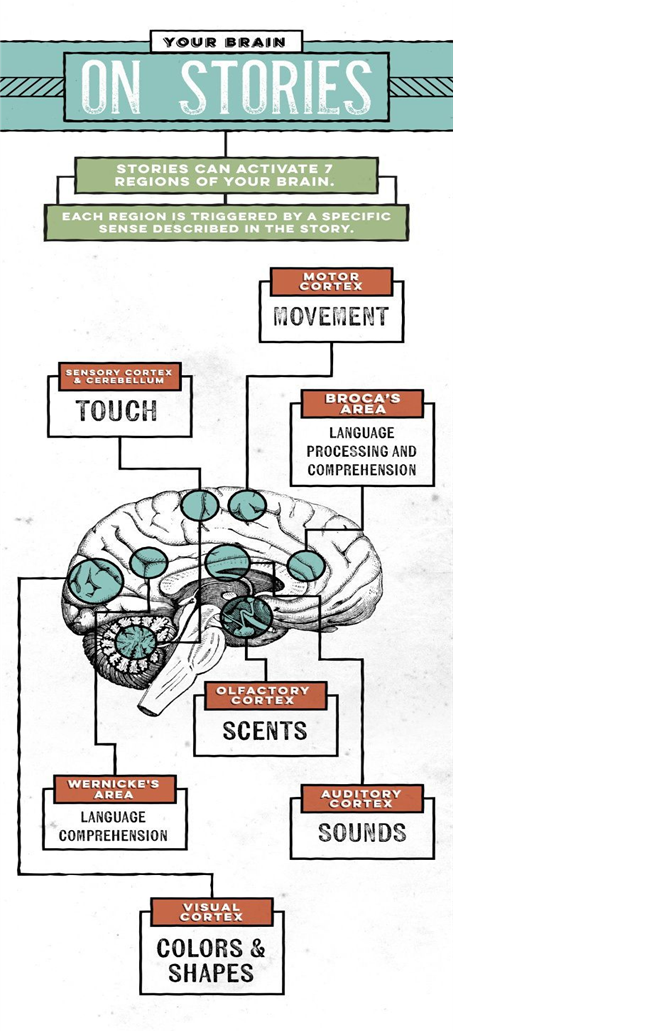 YOUR BRAIN
ON STORIES
STORIES CAN ACTIVATE 7
REGIONS OF YOUR BRAIN.
EACH REGION IS TRIGGERED BY A SPECIFIC
SENSE DESCRIBED IN THE STORY.
MOTOR
CORTEX
MOVEMENT
SENSORY CORTEX
& CEREBELLUM
TOUCH
BROCA'S
AREA
LANGUAGE
PROCESSING AND
COMPREHENSION
OLFACTORY
CORTEX
SCENTS
WERNICKE'S
AREA
LANGUAGE
COMPREHENSION
AUDITORY
CORTEX
SOUNDS
VISUAL
CORTEX
COLORS &
SHAPES